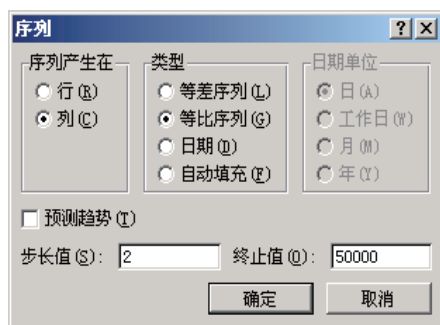 序列
序列产生在
行(R)
列(C)
类型
等差序列(L)
等比序列(G)
日期(D)
自动填充(F)
日期单位
日(A)
工作日(W)
月(M)
年(Y)
预测趋势(T)
步长值(S): 2
终止值(O): 50000
确定
取消